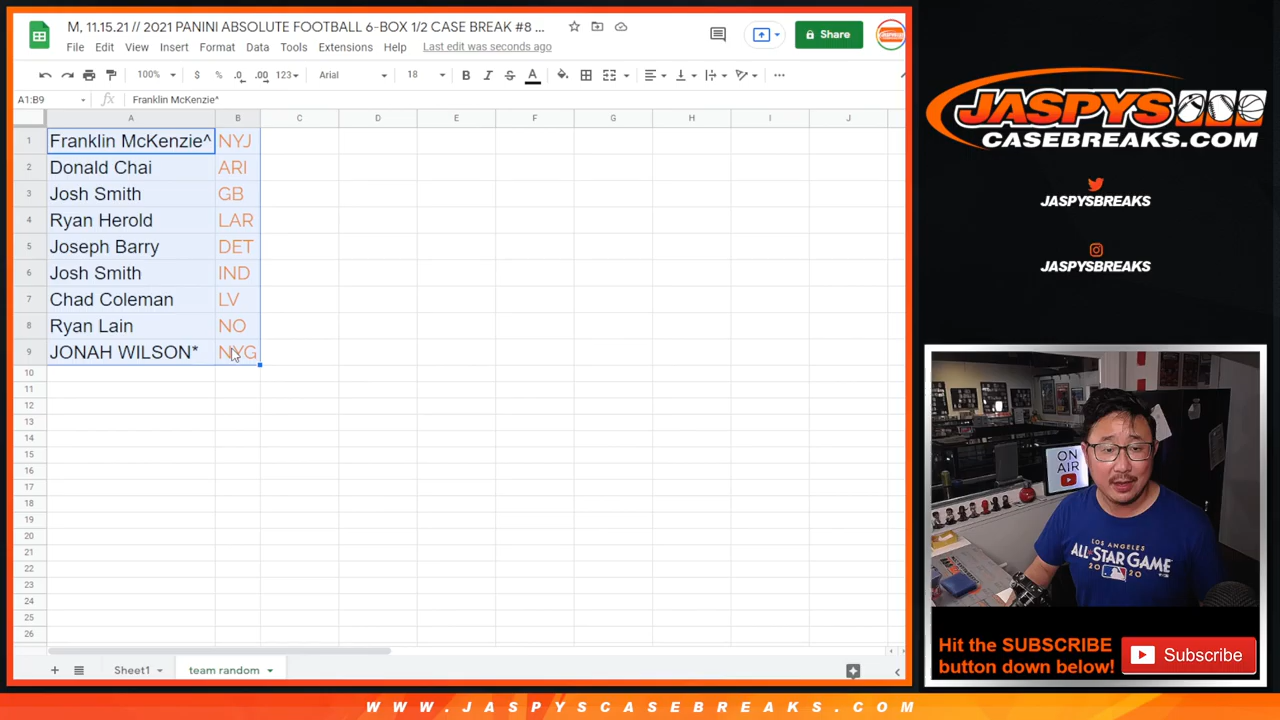 M, 11.15.21 // 2021 PANINI ABSOLUTE FOOTBALL 6-BOX 1/2 CASE BREAK #8 ...
File Edit View Insert Format Data Tools Extensions Help Last edit was seconds ago
Share
100% $ % .0 .00 123 Arial 18 B I S A
A1:B9 fx Franklin McKenzie^
A B C D E F G H I J
1 Franklin McKenzie^ NYJ
2 Donald Chai ARI
3 Josh Smith GB
4 Ryan Herold LAR
5 Joseph Barry DET
6 Josh Smith IND
7 Chad Coleman LV
8 Ryan Lain NO
9 JONAH WILSON* NYG
10
11
12
13
14
15
16
17
18
19
20
21
22
23
24
25
26
Sheet1 team random
JASPYS
CASEBREAKS.COM
JASPYSBREAKS
JASPYSBREAKS
ON
AIR
LOS ANGELES
ALL STAR GAME
2020
Hit the SUBSCRIBE
button down below!
Subscribe
WWW.JASPYSCASEBREAKS.COM